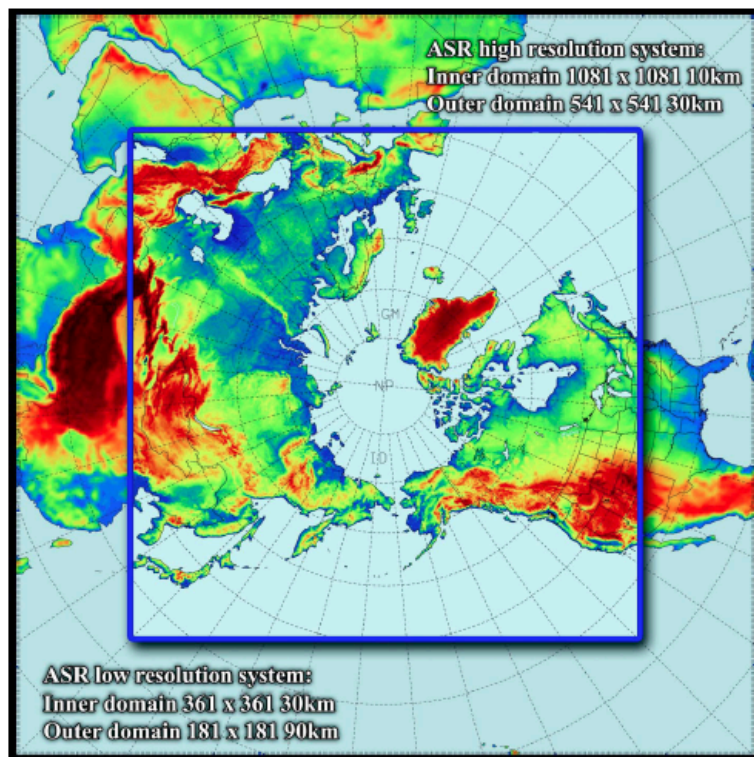 ASR high resolution system:
Inner domain 1081 x 1081 10km
Outer domain 541 x 541 30km
GM
NP
ID
ASR low resolution system:
Inner domain 361 x 361 30km
Outer domain 181 x 181 90km